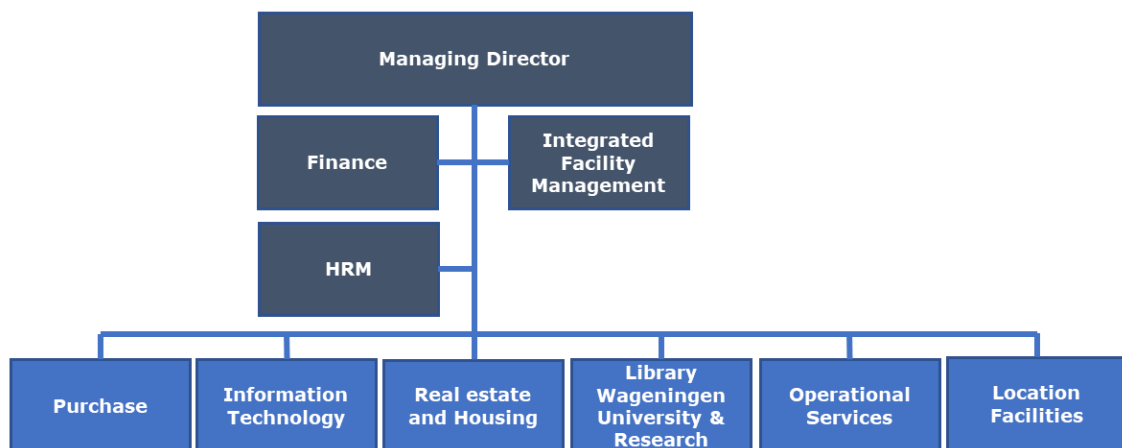 Managing Director
Finance
Integrated
Facility
Management
HRM
Purchase
Information
Technology
Real estate
and Housing
Library
Wageningen
University &
Research
Operational
Services
Location
Facilities